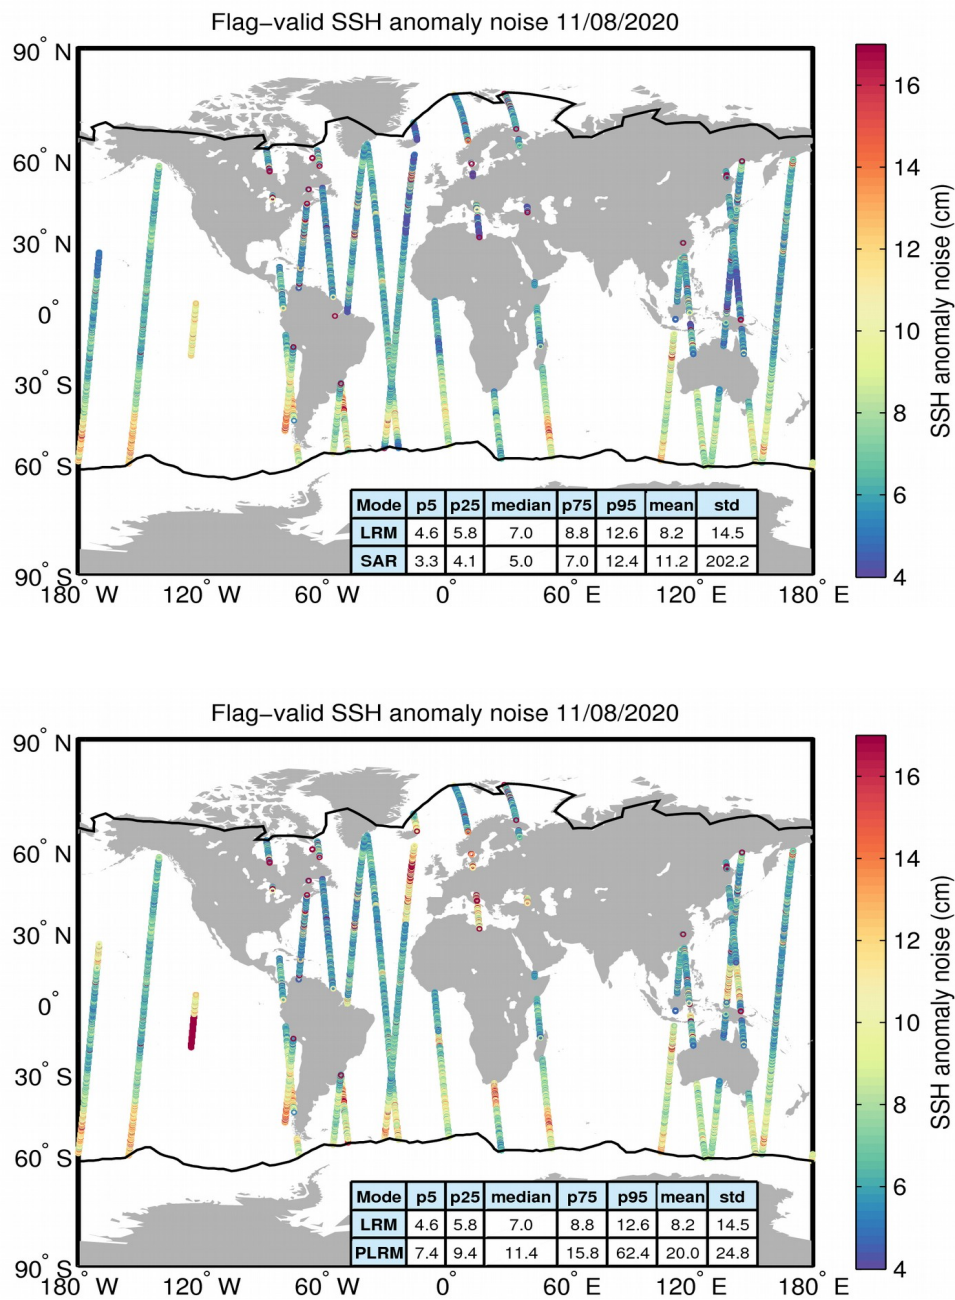 Flag−valid SSH anomaly noise 11/08/2020
90° N
60° N
30° N
0°
30° S
60° S
90° S
180° W 120° W 60° W 0° 60° E 120° E 180° E
Mode p5 p25 median p75 p95 mean std
LRM 4.6 5.8 7.0 8.8 12.6 8.2 14.5
SAR 3.3 4.1 5.0 7.0 12.4 11.2 202.2
16
14
12
10
8
6
4
SSH anomaly noise (cm)
Flag−valid SSH anomaly noise 11/08/2020
90° N
60° N
30° N
0°
30° S
60° S
90° S
180° W 120° W 60° W 0° 60° E 120° E 180° E
Mode p5 p25 median p75 p95 mean std
LRM 4.6 5.8 7.0 8.8 12.6 8.2 14.5
PLRM 7.4 9.4 11.4 15.8 62.4 20.0 24.8
16
14
12
10
8
6
4
SSH anomaly noise (cm)